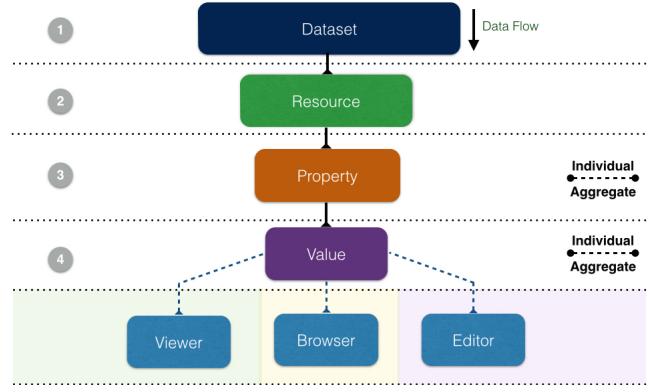 1
Dataset
Data Flow
2
Resource
3
Property
Individual
Aggregate
4
Value
Individual
Aggregate
Viewer
Browser
Editor